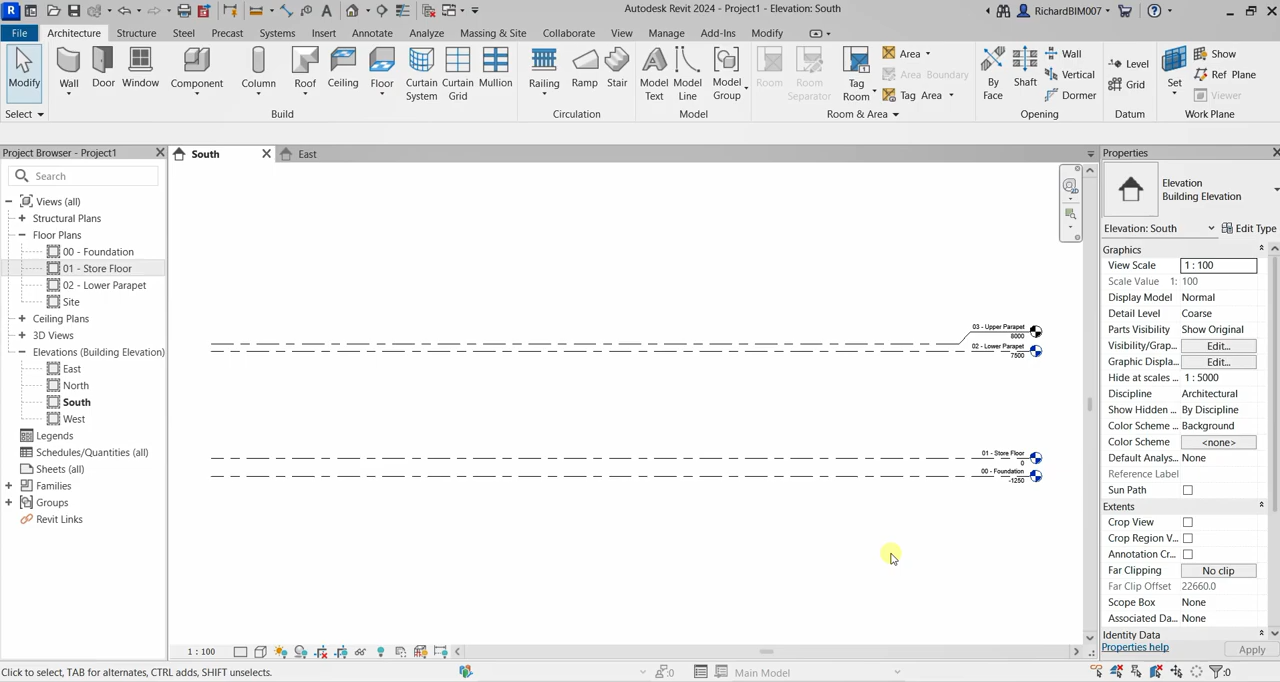 Autodesk Revit 2024 - Project1 - Elevation: South
RichardBIM007
File Architecture Structure Steel Precast Systems Insert Annotate Analyze Massing & Site Collaborate View Manage Add-Ins Modify
Modify
Wall
Door
Window
Component
Column
Roof
Ceiling
Floor
Curtain System
Curtain Grid
Mullion
Railing
Ramp
Stair
Model Text
Model Line
Model Group
Room
Room Separator
Tag Room
Area
Area Boundary
Tag Area
By Face
Shaft
Wall
Vertical
Dormer
Level
Grid
Set
Show
Ref Plane
Viewer
Select
Build
Circulation
Model
Room & Area
Opening
Datum
Work Plane
Project Browser - Project1
Search
Views (all)
Structural Plans
Floor Plans
00 - Foundation
01 - Store Floor
02 - Lower Parapet
Site
Ceiling Plans
3D Views
Elevations (Building Elevation)
East
North
South
West
Legends
Schedules/Quantities (all)
Sheets (all)
Families
Groups
Revit Links
South
East
03 - Upper Parapet
8000
02 - Lower Parapet
7500
01 - Store Floor
0
00 - Foundation
-1250
Properties
Elevation
Building Elevation
Elevation: South
Edit Type
Graphics
View Scale 1 : 100
Scale Value 1: 100
Display Model Normal
Detail Level Coarse
Parts Visibility Show Original
Visibility/Grap... Edit...
Graphic Displa... Edit...
Hide at scales ... 1 : 5000
Discipline Architectural
Show Hidden ... By Discipline
Color Scheme ... Background
Color Scheme <none>
Default Analys... None
Reference Label
Sun Path
Extents
Crop View
Crop Region V...
Annotation Cr...
Far Clipping No clip
Far Clip Offset 22660.0
Scope Box None
Associated Da... None
Identity Data
Properties help
Apply
1 : 100
Click to select, TAB for alternates, CTRL adds, SHIFT unselects.
:0
Main Model
:0